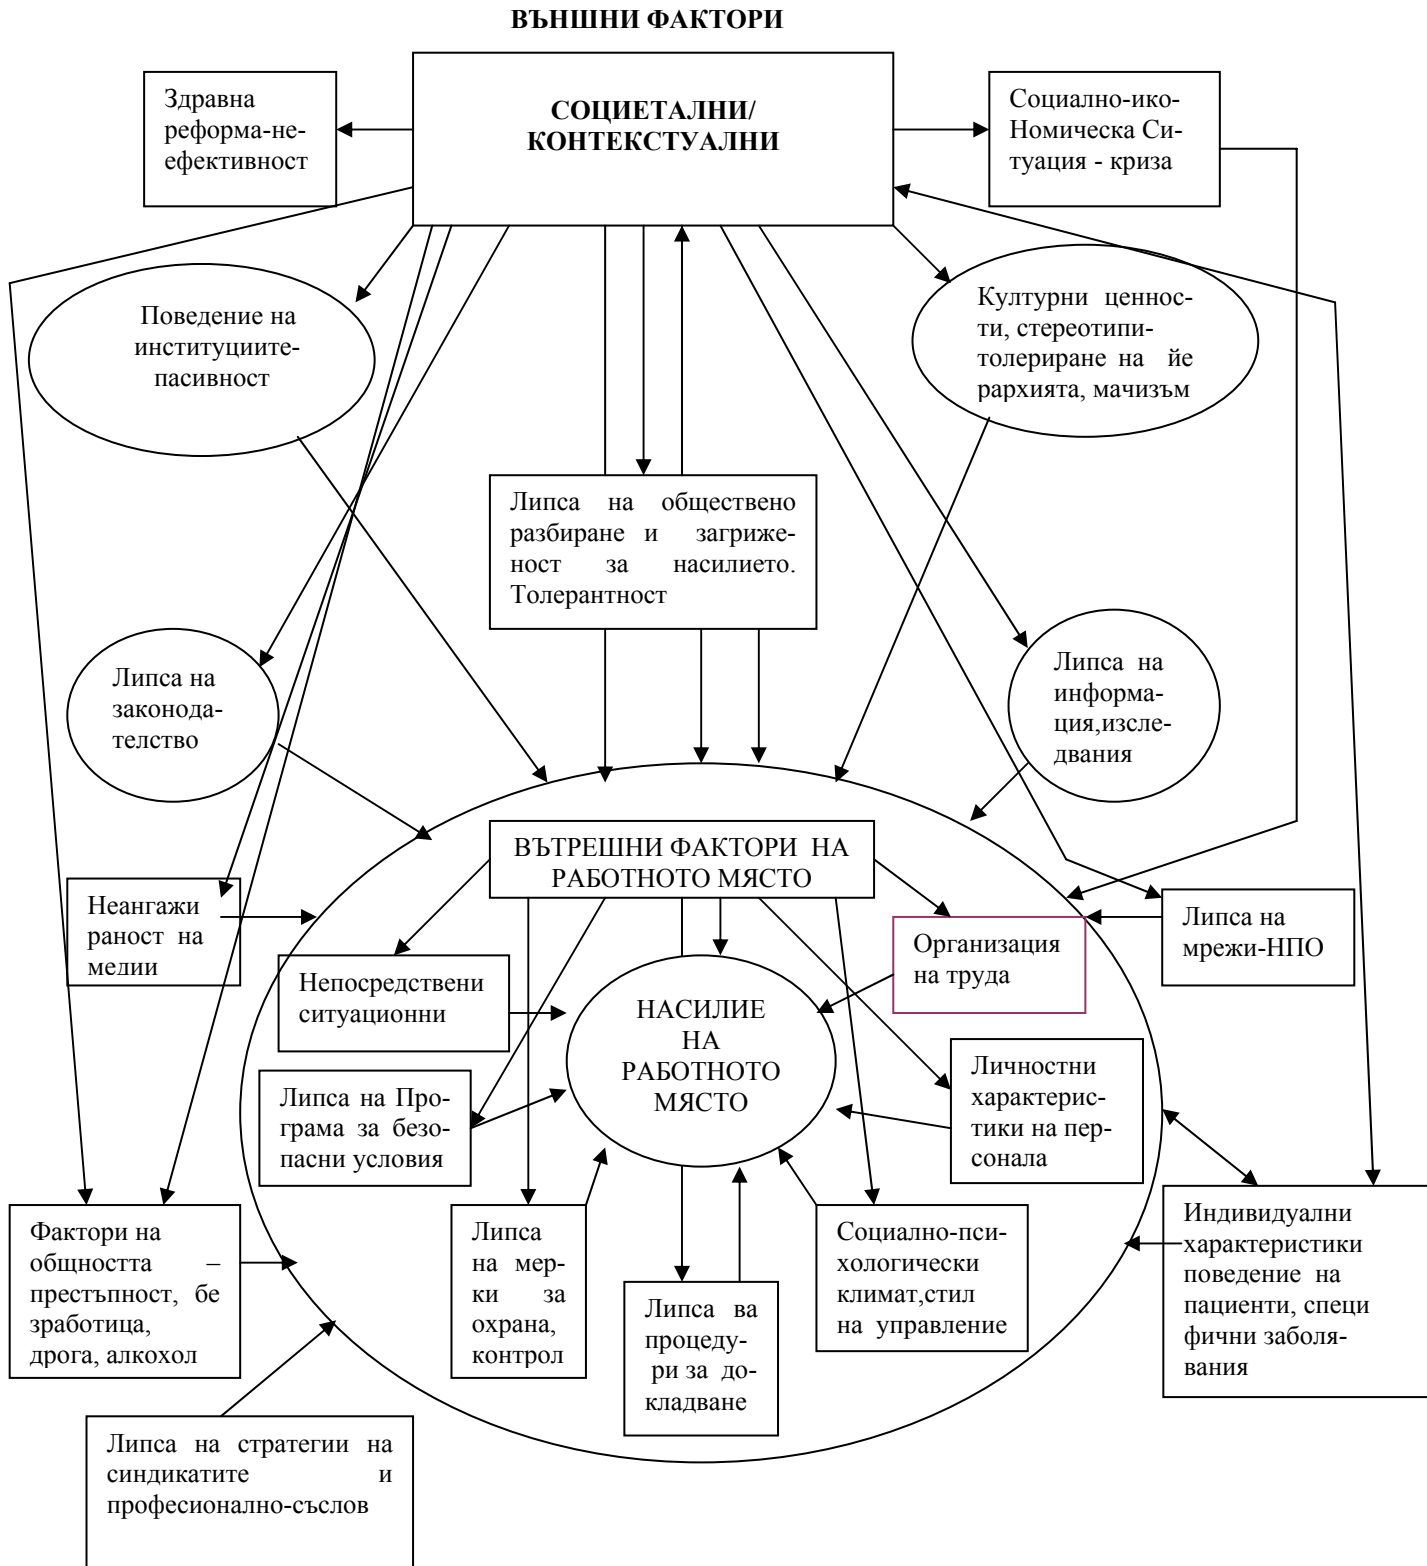 ВЪНШНИ ФАКТОРИ
Здравна
реформа-не-
ефективност
СОЦИЕТАЛНИ/
КОНТЕКСТУАЛНИ
Социално-ико-
Номическа Си-
туация - криза
Поведение на
институциите-
пасивност
Културни ценнос-
ти, стереотипи-
толериране на йе
рархията, мачизъм
Липса на обществено
разбиране и загриже-
ност за насилието.
Толерантност
Липса на
законода-
телство
Липса на
информа-
ция,изсле-
двания
ВЪТРЕШНИ ФАКТОРИ НА
РАБОТНОТО МЯСТО
Неангажи
раност на
медии
Организация
на труда
Липса на
мрежи-НПО
Непосредствени
ситуационни
НАСИЛИЕ
НА
РАБОТНОТО
МЯСТО
Липса на Про-
грама за безо-
пасни условия
Личностни
характерис-
тики на пер-
сонала
Фактори на
общността –
престъпност, бе
зработица,
дрога, алкохол
Липса
на мер-
ки за
охрана,
контрол
Липса ва
процеду-
ри за до-
кладване
Социално-пси-
хологически
климат,стил
на управление
Индивидуални
характеристики
поведение на
пациенти, специ
фични заболя-
вания
Липса на стратегии на
синдикатите и
професионално-съслов